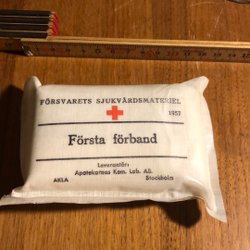 FÖRSVARETS SJUKVÅRDSMATERIEL
1957
Första förband
Leverantör:
Apotekarnas Kem. Lab. AB.
AKLA Stockholm